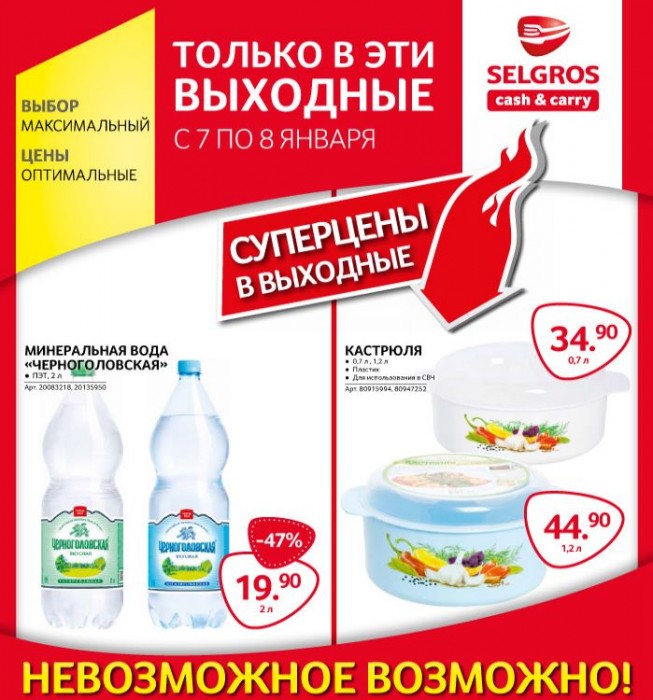 ВЫБОР
МАКСИМАЛЬНЫЙ
ЦЕНЫ
ОПТИМАЛЬНЫЕ
ТОЛЬКО В ЭТИ
ВЫХОДНЫЕ
С 7 ПО 8 ЯНВАРЯ
SELGROS
cash & carry
СУПЕРЦЕНЫ
В ВЫХОДНЫЕ
МИНЕРАЛЬНАЯ ВОДА
«ЧЕРНОГОЛОВСКАЯ»
• ПЭТ, 2 л
Арт. 20083218, 20135950
ЧЕРНОГОЛОВСКАЯ
ЧЕРНОГОЛОВСКАЯ
-47%
19.90
2 л
КАСТРЮЛЯ
• 0,7 л, 1,2 л
• Пластик
• Для использования в СВЧ
Арт. 80915994, 80947252
34.90
0,7 л
44.90
1,2 л
НЕВОЗМОЖНОЕ ВОЗМОЖНО!